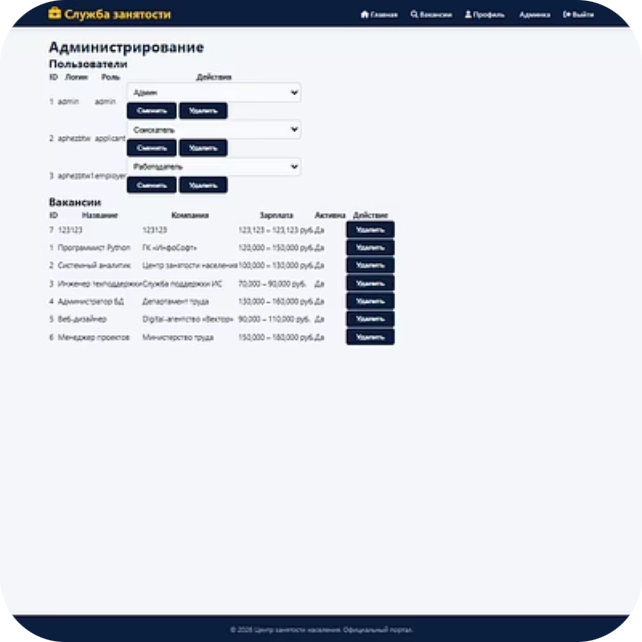 Служба занятости
Главная Вакансии Профиль Админка Выйти
Администрирование
Пользователи
ID Логин Роль Действия
Админ
1 admin admin
Сменить Удалить
Соискатель
2 aphezbtw applicant
Сменить Удалить
Работодатель
3 aphezbtw1 employer
Сменить Удалить
Вакансии
ID Название Компания Зарплата Активна Действие
7 123123 123123 123,123 – 123,123 руб. Да Удалить
1 Программист Python ГК «ИнфоСофт» 120,000 – 150,000 руб. Да Удалить
2 Системный аналитик Центр занятости населения 100,000 – 130,000 руб. Да Удалить
3 Инженер техподдержки Служба поддержки ИС 70,000 – 90,000 руб. Да Удалить
4 Администратор БД Департамент труда 130,000 – 160,000 руб. Да Удалить
5 Веб-дизайнер Digital-агентство «Вектор» 90,000 – 110,000 руб. Да Удалить
6 Менеджер проектов Министерство труда 150,000 – 180,000 руб. Да Удалить
© 2026 Центр занятости населения. Официальный портал.